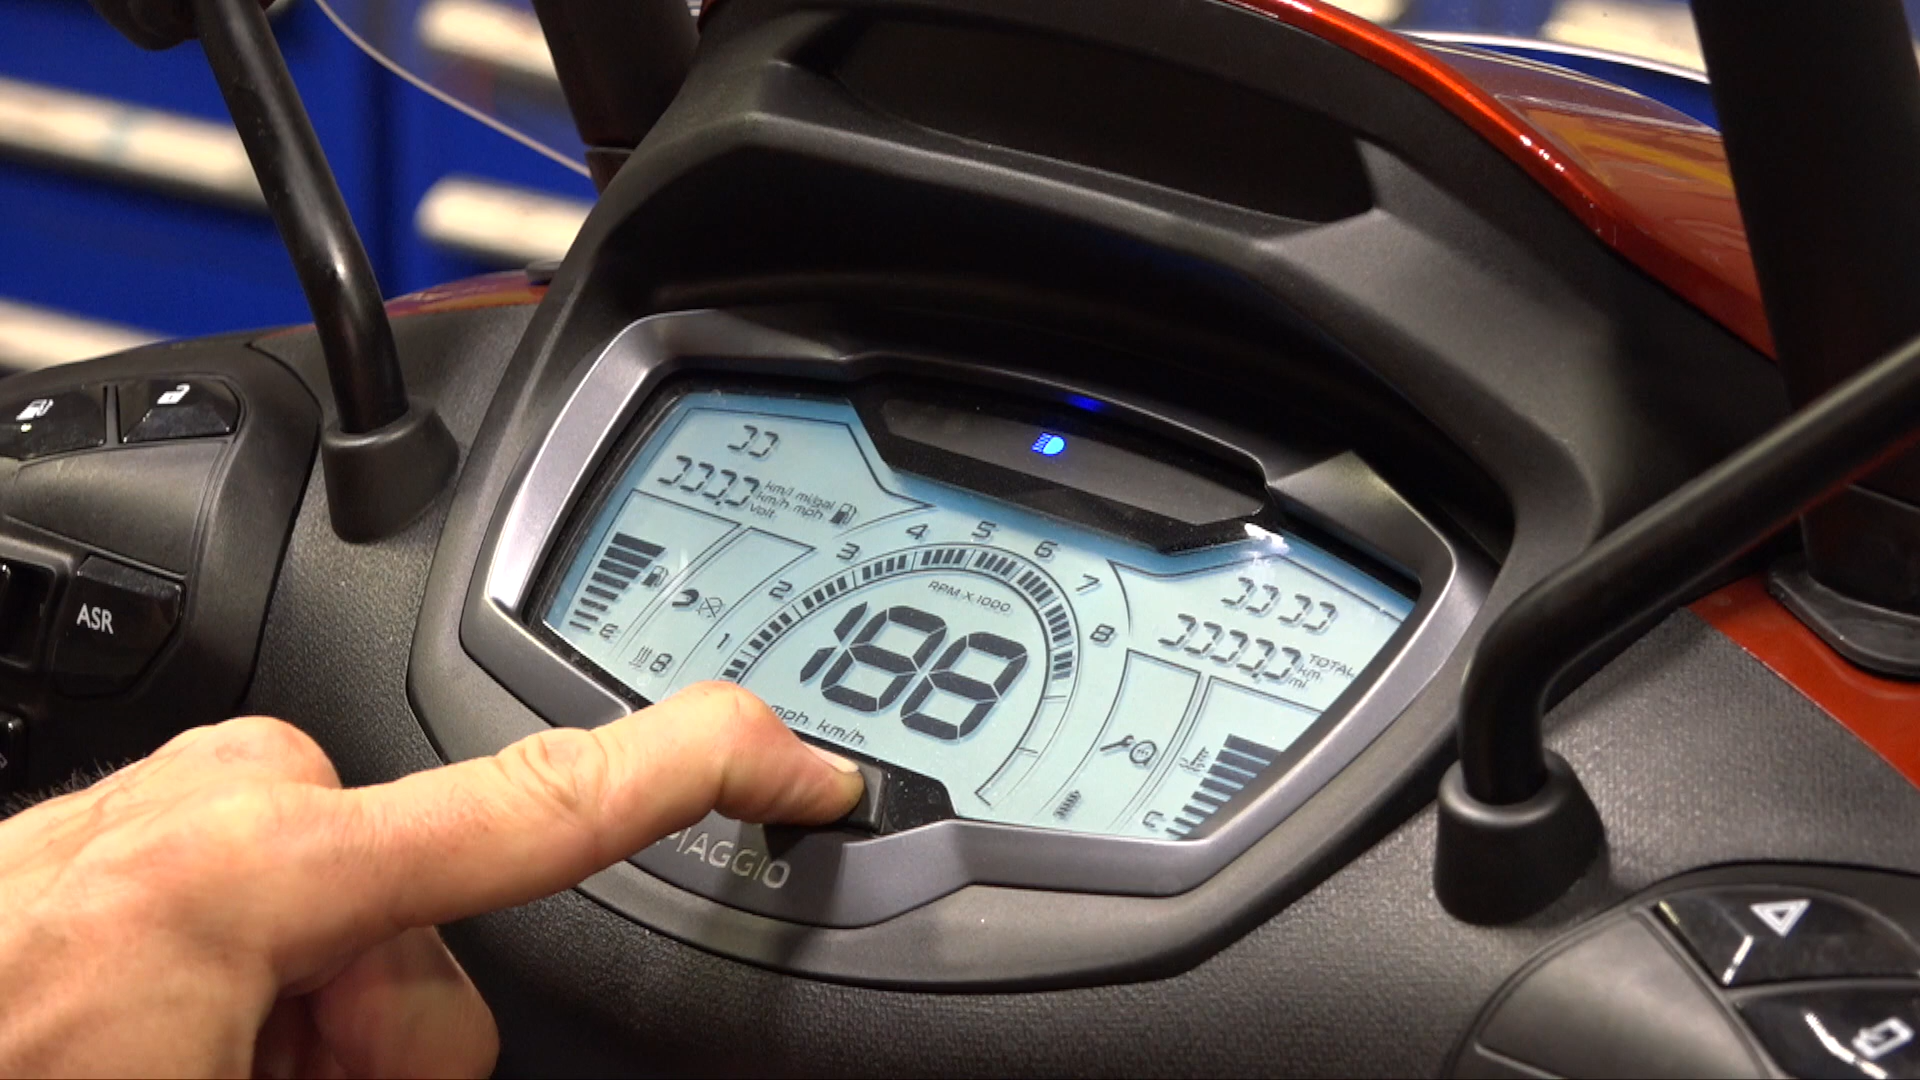 km/l mi/gal
km/h mph
Volt
4 5 6
3 7
2 8
1
RPM X 1000
188
mph km/h
TOTAL
km
mi
ASR
PIAGGIO